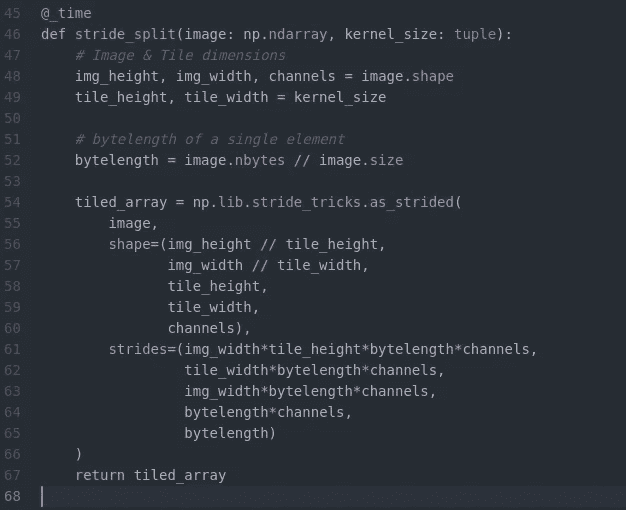 45 @_time
46 def stride_split(image: np.ndarray, kernel_size: tuple):
47     # Image & Tile dimensions
48     img_height, img_width, channels = image.shape
49     tile_height, tile_width = kernel_size
50
51     # bytelength of a single element
52     bytelength = image.nbytes // image.size
53
54     tiled_array = np.lib.stride_tricks.as_strided(
55         image,
56         shape=(img_height // tile_height,
57                img_width // tile_width,
58                tile_height,
59                tile_width,
60                channels),
61         strides=(img_width*tile_height*bytelength*channels,
62                  tile_width*bytelength*channels,
63                  img_width*bytelength*channels,
64                  bytelength*channels,
65                  bytelength)
66     )
67     return tiled_array
68